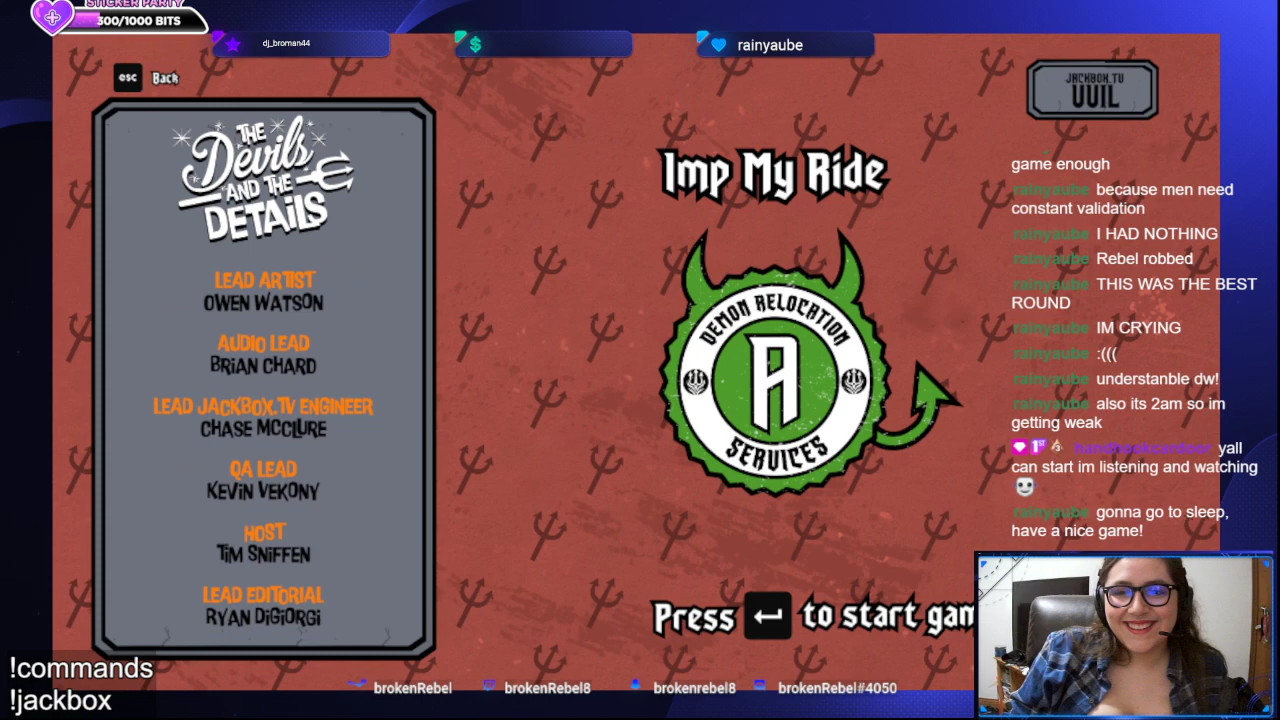 STICKER PARTY
300/1000 BITS
dj_broman44
$
rainyaube
esc Back
JACKBOX.TV
UUIL
THE
Devils
AND THE
DETAILS
LEAD ARTIST
OWEN WATSON
AUDIO LEAD
BRIAN CHARD
LEAD JACKBOX.TV ENGINEER
CHASE MCCLURE
QA LEAD
KEVIN VEKONY
HOST
TIM SNIFFEN
LEAD EDITORIAL
RYAN DIGIORGI
Imp My Ride
DEMON RELOCATION
A
SERVICES
Press ↵ to start gam
game enough
rainyaube because men need
constant validation
rainyaube I HAD NOTHING
rainyaube Rebel robbed
rainyaube THIS WAS THE BEST
ROUND
rainyaube IM CRYING
rainyaube :(((
rainyaube understanble dw!
rainyaube also its 2am so im
getting weak
1ST handhookcardoor yall
can start im listening and watching
rainyaube gonna go to sleep,
have a nice game!
!commands
!jackbox
brokenRebel
brokenRebel8
brokenrebel8
brokenRebel#4050